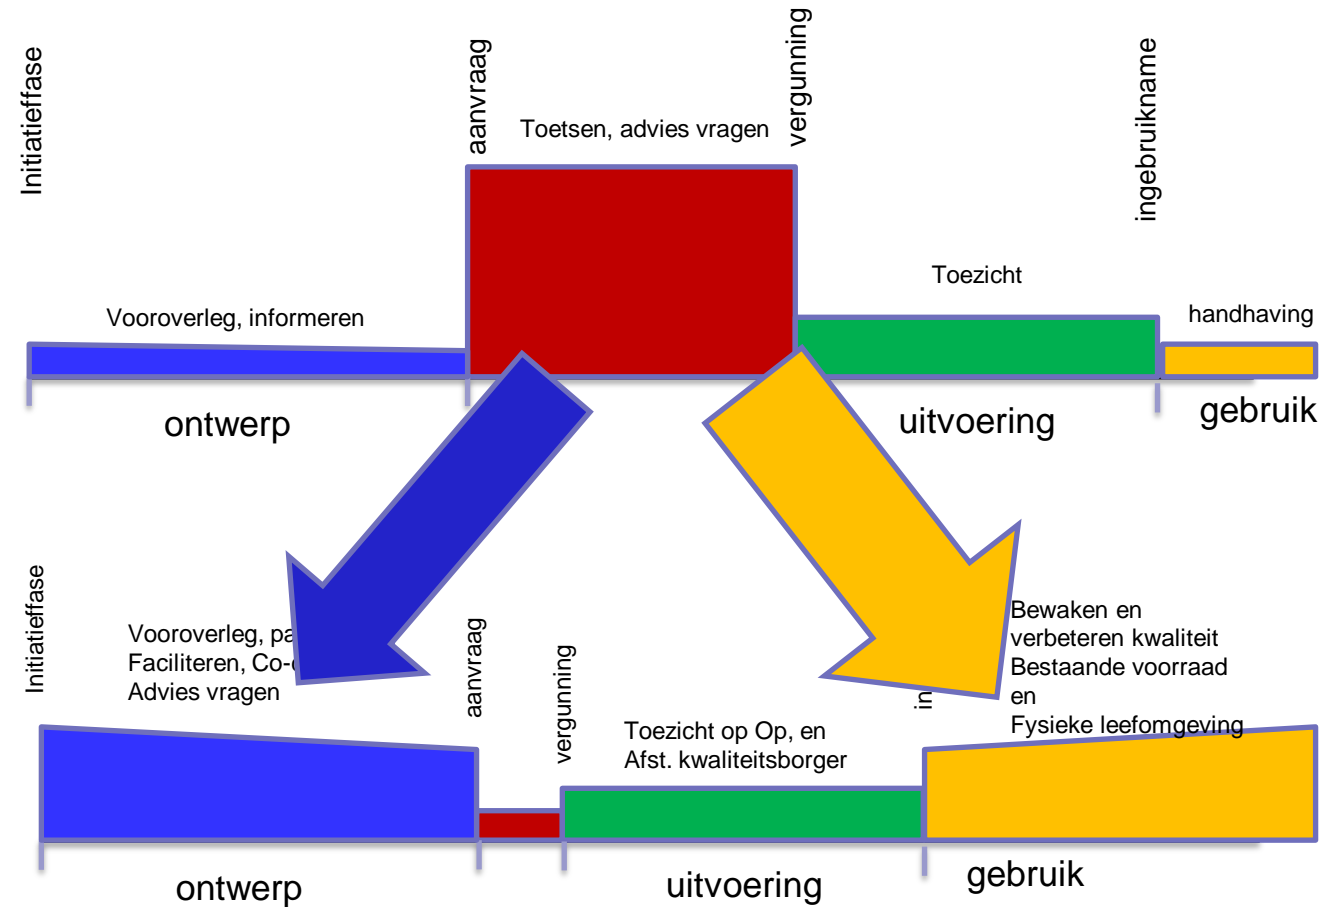 Initiatieffase
aanvraag
Toetsen, advies vragen
vergunning
ingebruikname
Toezicht
Vooroverleg, informeren
handhaving
ontwerp
uitvoering
gebruik
Initiatieffase
Vooroverleg,
Faciliteren,
Advies vragen
aanvraag
vergunning
Toezicht op Op, en
Afst. kwaliteitsborger
Bewaken en
verbeteren kwaliteit
Bestaande voorraad
en
Fysieke leefomgeving
ontwerp
uitvoering
gebruik